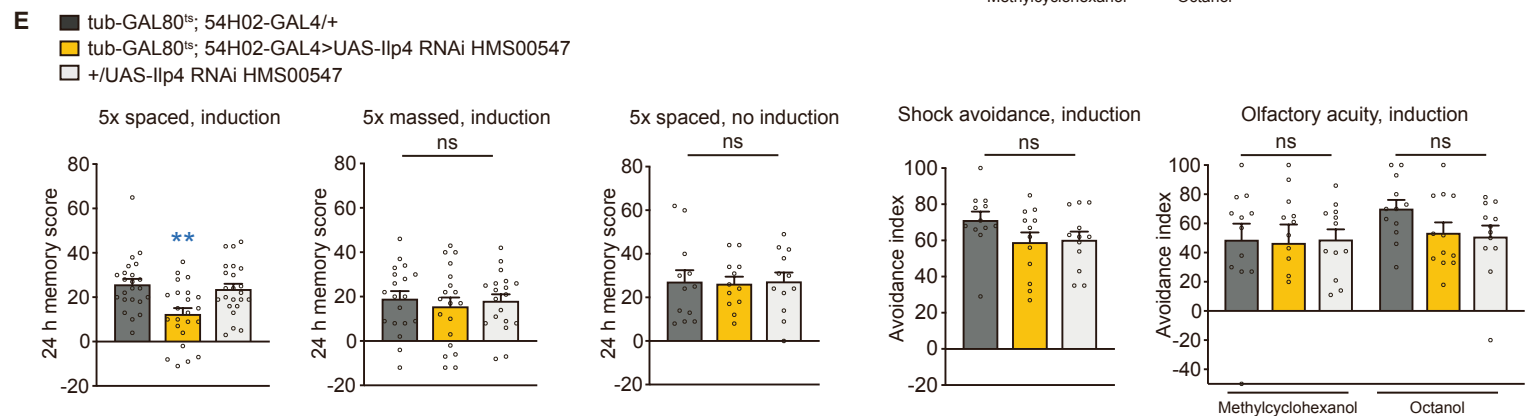 Methylcyclohexanol Octanol
E
tub-GAL80ts; 54H02-GAL4/+
tub-GAL80ts; 54H02-GAL4>UAS-Ilp4 RNAi HMS00547
+/UAS-Ilp4 RNAi HMS00547
5x spaced, induction
24 h memory score
80
60
40
20
0
-20
**
5x massed, induction
ns
24 h memory score
80
60
40
20
0
-20
5x spaced, no induction
ns
24 h memory score
80
60
40
20
0
-20
Shock avoidance, induction
ns
Avoidance index
100
80
60
40
20
0
-20
Olfactory acuity, induction
ns ns
Avoidance index
100
80
60
40
20
0
-20
-40
Methylcyclohexanol Octanol